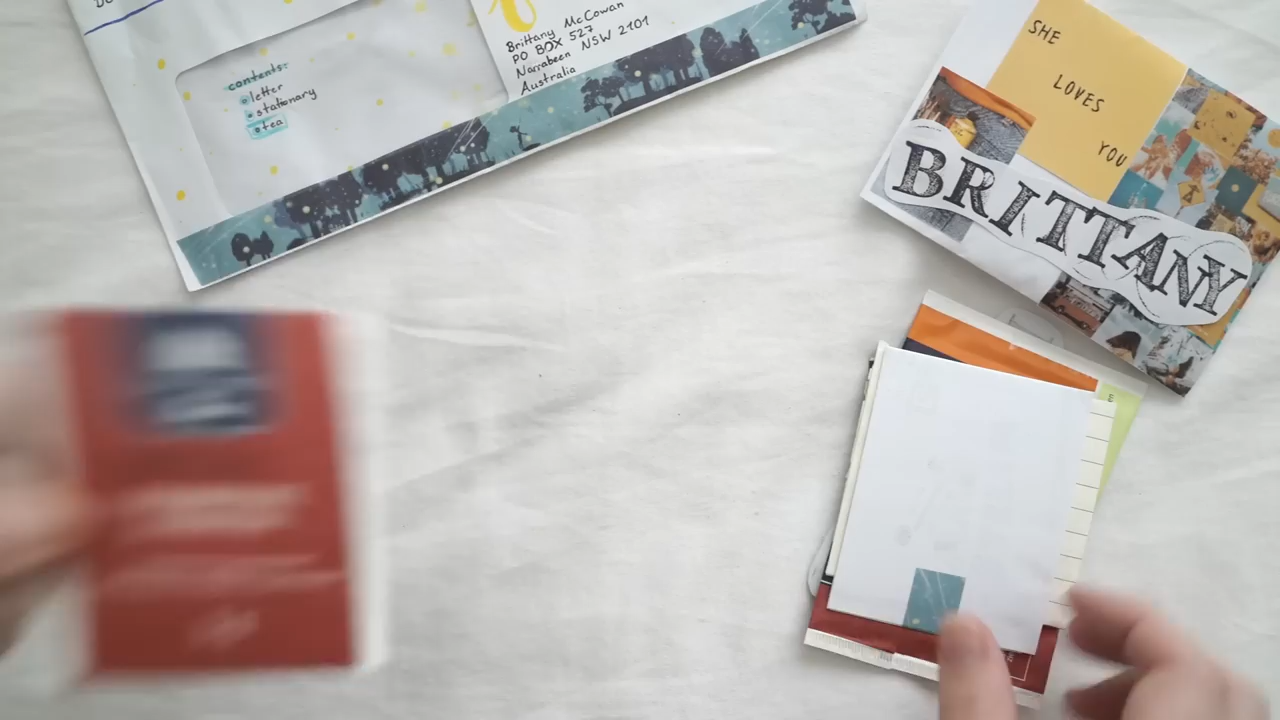 contents:
letter
stationary
tea
Brittany McCowan
PO BOX 527
Narrabeen NSW 2101
Australia
SHE
LOVES
YOU
BRITTANY